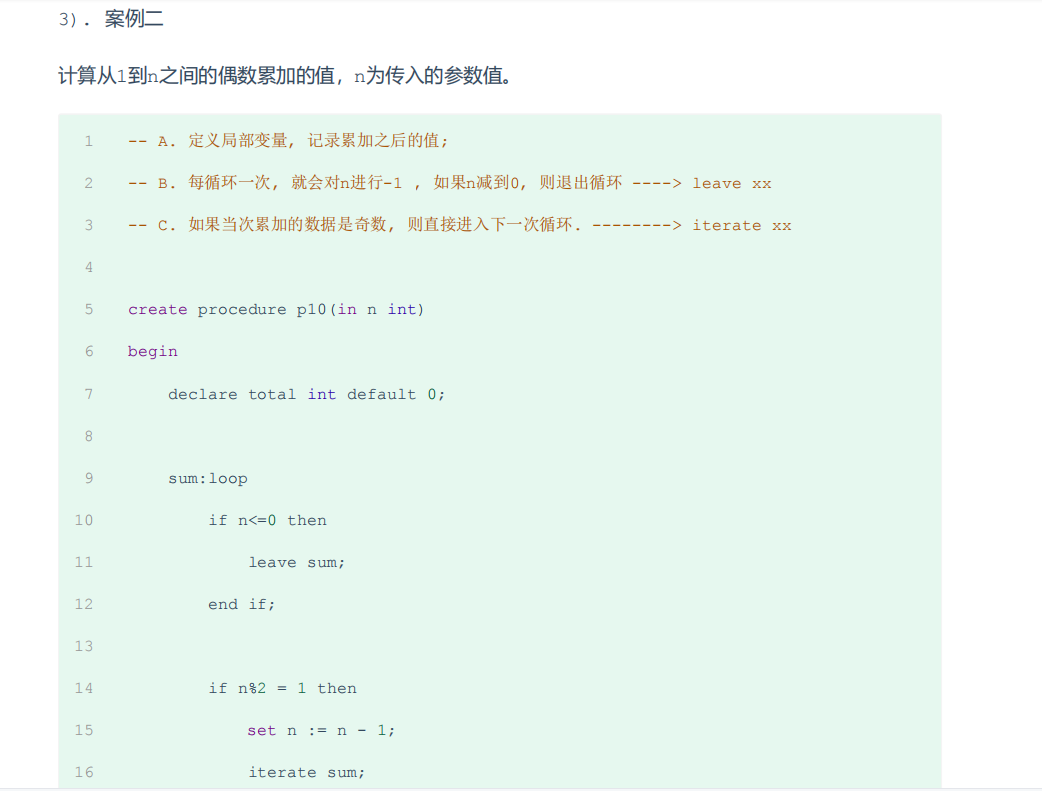 3). 案例二
计算从1到n之间的偶数累加的值，n为传入的参数值。
1 -- A. 定义局部变量, 记录累加之后的值;
2 -- B. 每循环一次, 就会对n进行-1 , 如果n减到0, 则退出循环 ----> leave xx
3 -- C. 如果当次累加的数据是奇数, 则直接进入下一次循环. --------> iterate xx
4
5 create procedure p10(in n int)
6 begin
7 declare total int default 0;
8
9 sum:loop
10 if n<=0 then
11 leave sum;
12 end if;
13
14 if n%2 = 1 then
15 set n := n - 1;
16 iterate sum;